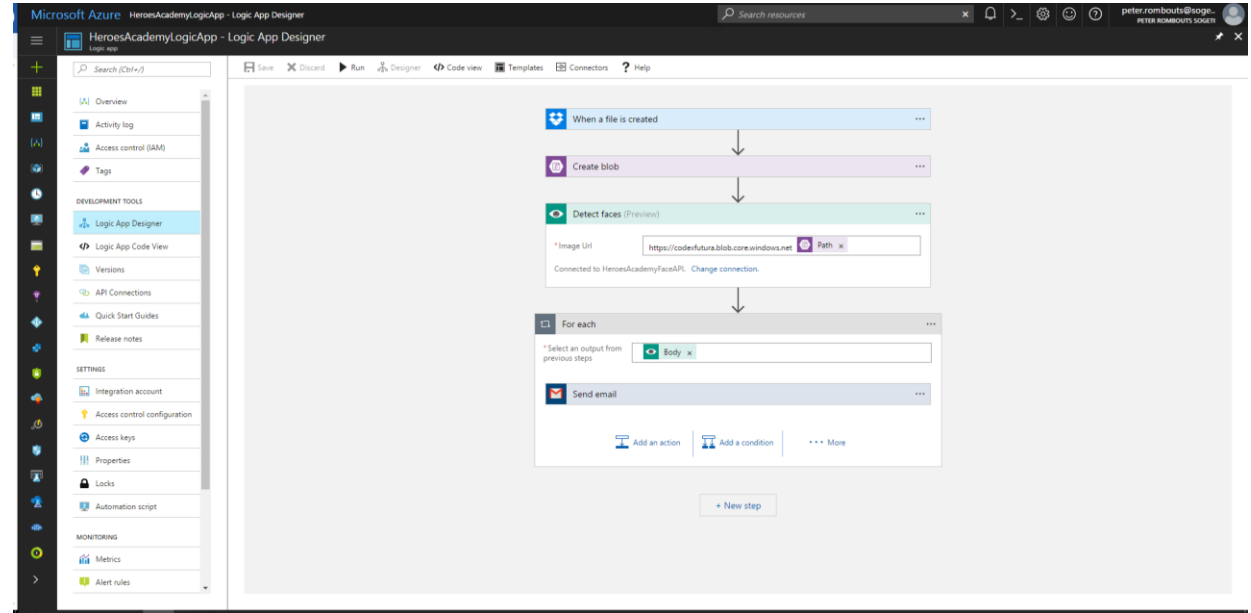 Microsoft Azure HeroesAcademyLogicApp - Logic App Designer
Search resources
peter.rombouts@soge..
PETER ROMBOUTS SOGETI
HeroesAcademyLogicApp - Logic App Designer
Logic app
Search (Ctrl+/)
Save Discard Run Designer Code view Templates Connectors ? Help
Overview
Activity log
Access control (IAM)
Tags
DEVELOPMENT TOOLS
Logic App Designer
Logic App Code View
Versions
API Connections
Quick Start Guides
Release notes
SETTINGS
Integration account
Access control configuration
Access keys
Properties
Locks
Automation script
MONITORING
Metrics
Alert rules
When a file is created
Create blob
Detect faces (Preview)
*Image Url
https://codevfutura.blob.core.windows.net Path x
Connected to HeroesAcademyFaceAPI. Change connection.
For each
*Select an output from
previous steps
Body x
Send email
Add an action
Add a condition
••• More
+ New step